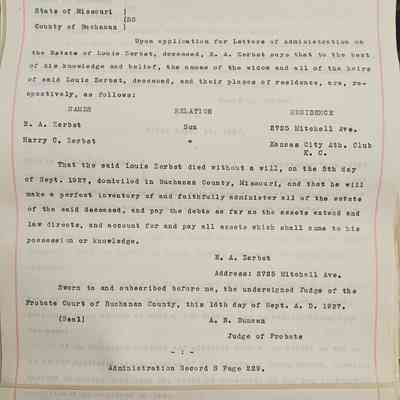 State of Missouri )
)SS
County of Buchanan )
Upon application for Letters of administration on
the Estate of Louis Zerbst, deceased, H. A. Zerbst says that to the best
of his knowledge and belief, the names of the widow and all of the heirs
of said Louis Zerbst, deceased, and their places of residence, are, re-
spectively, as follows:
NAMES RELATION RESIDENCE
H. A. Zerbst Son 2725 Mitchell Ave.
Harry C. Zerbst " Kansas City Ath. Club
K. C.
That the said Louis Zerbst died without a will, on the 5th day
of Sept. 1927, domiciled in Buchanan County, Missouri, and that he will
make a perfect inventory of and faithfully administer all of the estate
of the said deceased, and pay the debts as far as the assets extend and
law directs, and account for and pay all assets which shall come to his
possession or knowledge.
H. A. Zerbst
Address: 2725 Mitchell Ave.
Sworn to and subscribed before me, the undersigned Judge of the
Probate Court of Buchanan County, this 16th day of Sept. A. D. 1927.
(Seal) A. B. Duncan
Judge of Probate
- : -
Administration Record S Page 229.